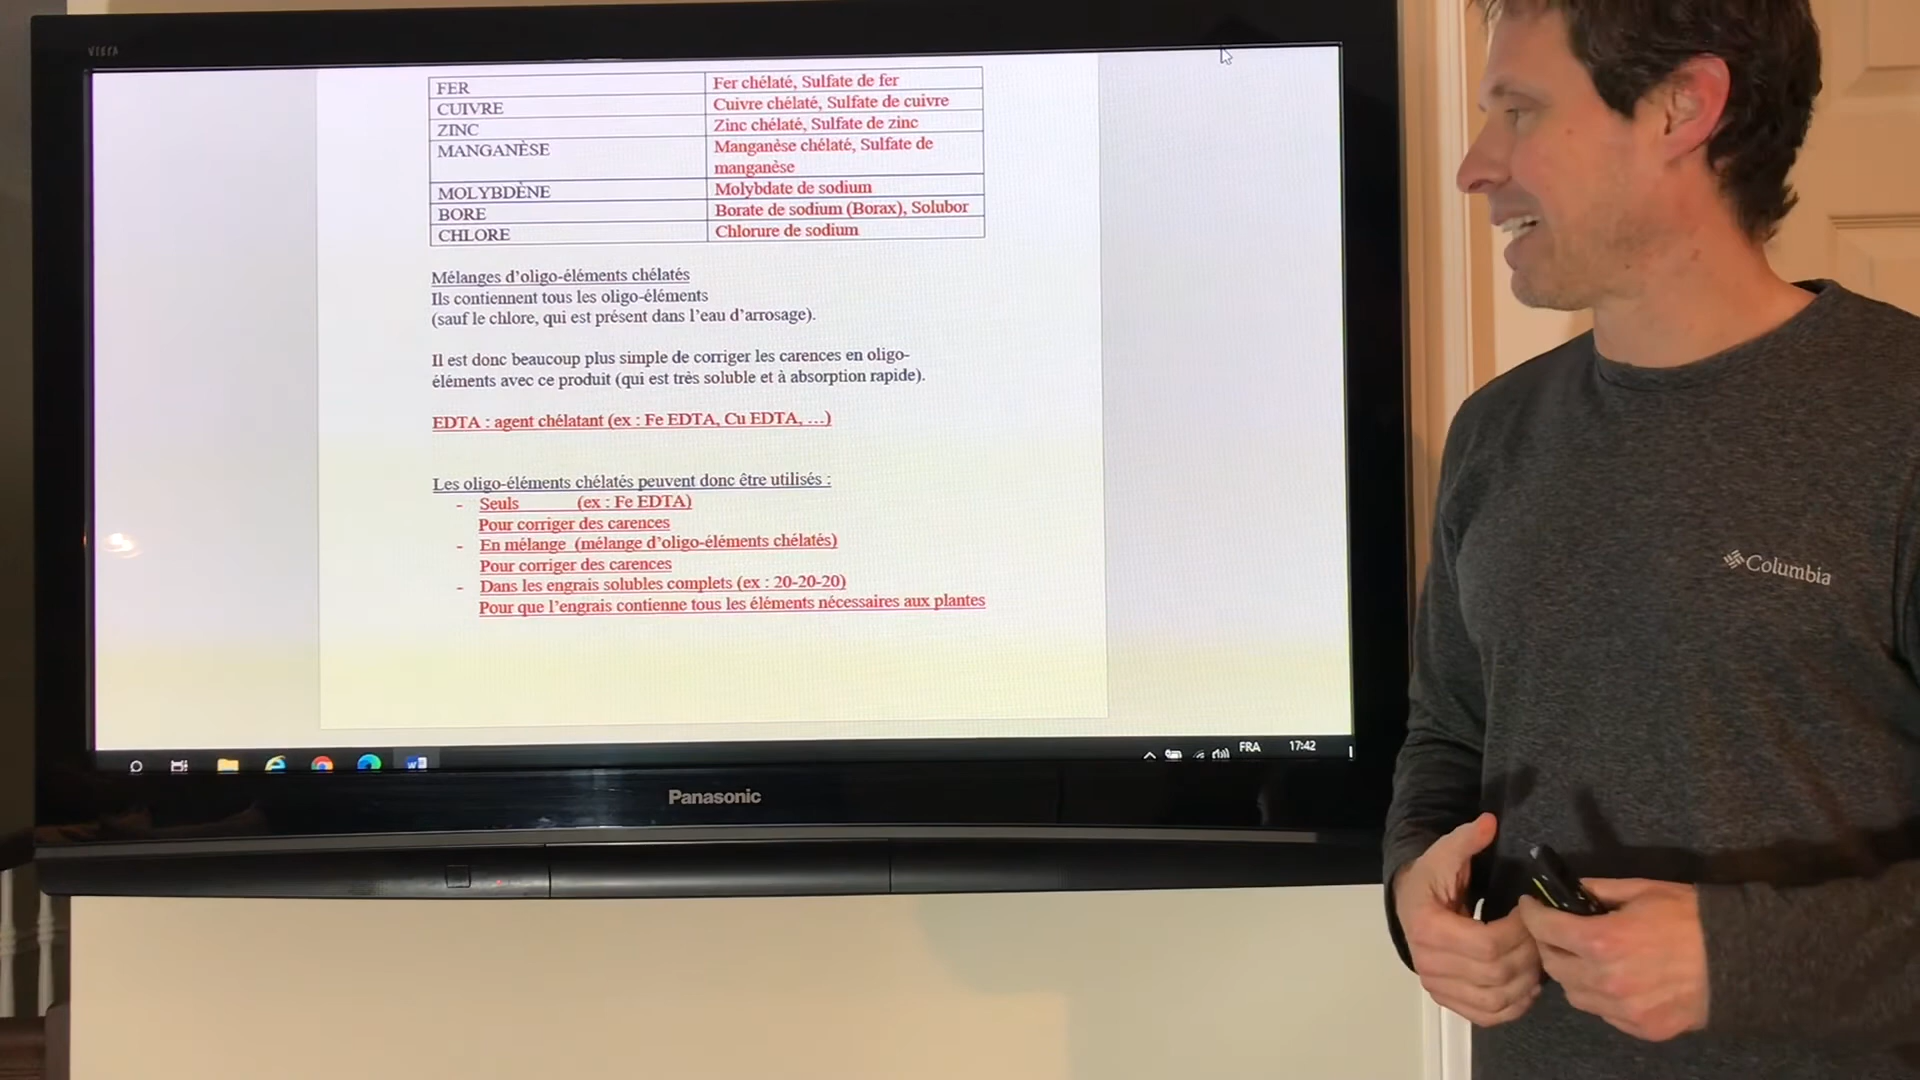 VIERA
FER
Fer chélaté, Sulfate de fer
CUIVRE
Cuivre chélaté, Sulfate de cuivre
ZINC
Zinc chélaté, Sulfate de zinc
MANGANÈSE
Manganèse chélaté, Sulfate de
manganèse
MOLYBDÈNE
Molybdate de sodium
BORE
Borate de sodium (Borax), Solubor
CHLORE
Chlorure de sodium
Mélanges d'oligo-éléments chélatés
Ils contiennent tous les oligo-éléments
(sauf le chlore, qui est présent dans l'eau d'arrosage).
Il est donc beaucoup plus simple de corriger les carences en oligo-
éléments avec ce produit (qui est très soluble et à absorption rapide).
EDTA : agent chélatant (ex : Fe EDTA, Cu EDTA, …)
Les oligo-éléments chélatés peuvent donc être utilisés :
- Seuls (ex : Fe EDTA)
Pour corriger des carences
- En mélange (mélange d'oligo-éléments chélatés)
Pour corriger des carences
- Dans les engrais solubles complets (ex : 20-20-20)
Pour que l'engrais contienne tous les éléments nécessaires aux plantes
FRA 17:42
Panasonic
Columbia